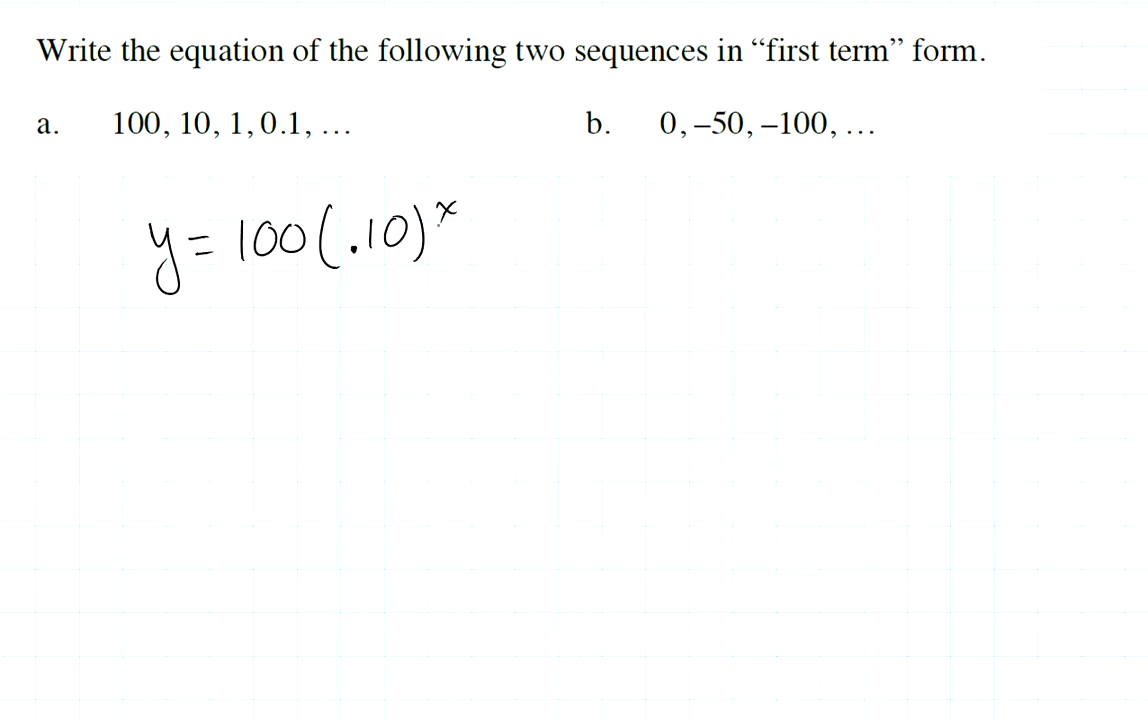 Write the equation of the following two sequences in “first term” form.
a. 100, 10, 1, 0.1, …
b. 0, –50, –100, …
y = 100(.10)^x